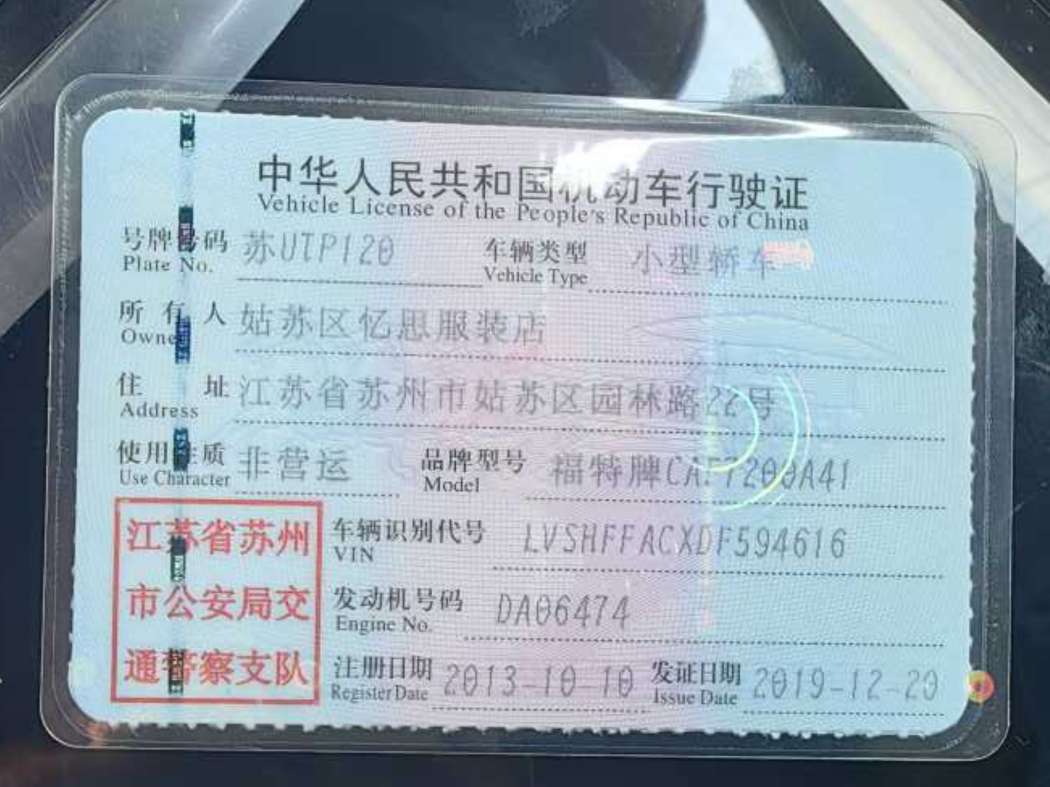 中华人民共和国机动车行驶证
Vehicle License of the People's Republic of China
号牌号码 苏UTP120 车辆类型 小型轿车
Plate No. Vehicle Type
所有人 姑苏区忆思服装店
Owner
住址 江苏省苏州市姑苏区园林路22号
Address
使用性质 非营运 品牌型号 福特牌CAF7200A41
Use Character Model
江苏省苏州
市公安局交
通警察支队
车辆识别代号 LVSHFFACXDF594616
VIN
发动机号码 DA06474
Engine No.
注册日期 2013-10-10 发证日期 2019-12-20
Register Date Issue Date